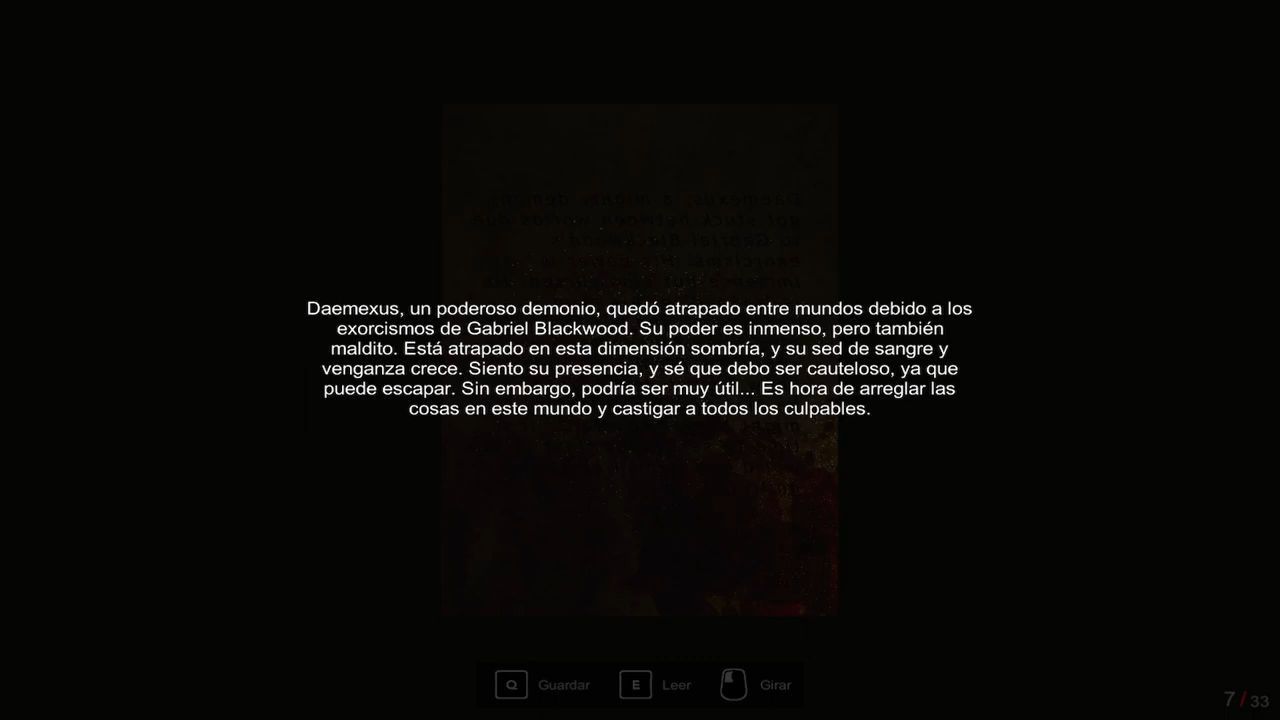 Daemexus, un poderoso demonio, quedó atrapado entre mundos debido a los
exorcismos de Gabriel Blackwood. Su poder es inmenso, pero también
maldito. Está atrapado en esta dimensión sombría, y su sed de sangre y
venganza crece. Siento su presencia, y sé que debo ser cauteloso, ya que
puede escapar. Sin embargo, podría ser muy útil... Es hora de arreglar las
cosas en este mundo y castigar a todos los culpables.
Q Guardar E Leer Girar
7 / 33